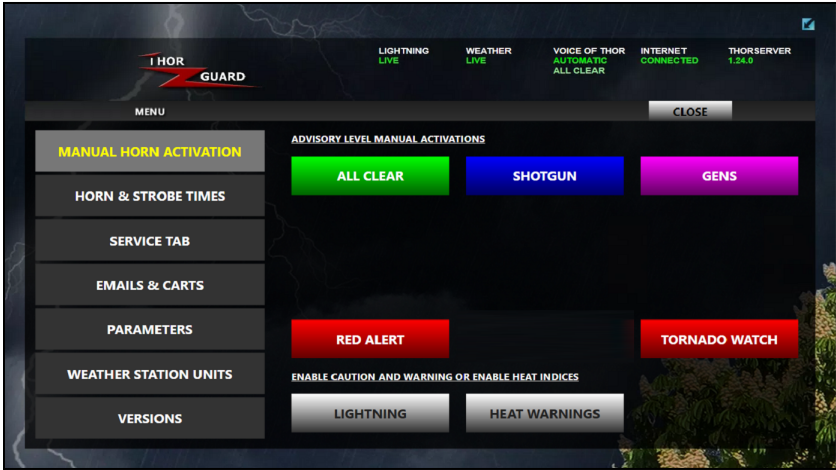 THOR
GUARD
LIGHTNING
LIVE
WEATHER
LIVE
VOICE OF THOR
AUTOMATIC
ALL CLEAR
INTERNET
CONNECTED
THORSERVER
1.24.0
MENU
CLOSE
MANUAL HORN ACTIVATION
HORN & STROBE TIMES
SERVICE TAB
EMAILS & CARTS
PARAMETERS
WEATHER STATION UNITS
VERSIONS
ADVISORY LEVEL MANUAL ACTIVATIONS
ALL CLEAR
SHOTGUN
GENS
RED ALERT
TORNADO WATCH
ENABLE CAUTION AND WARNING OR ENABLE HEAT INDICES
LIGHTNING
HEAT WARNINGS